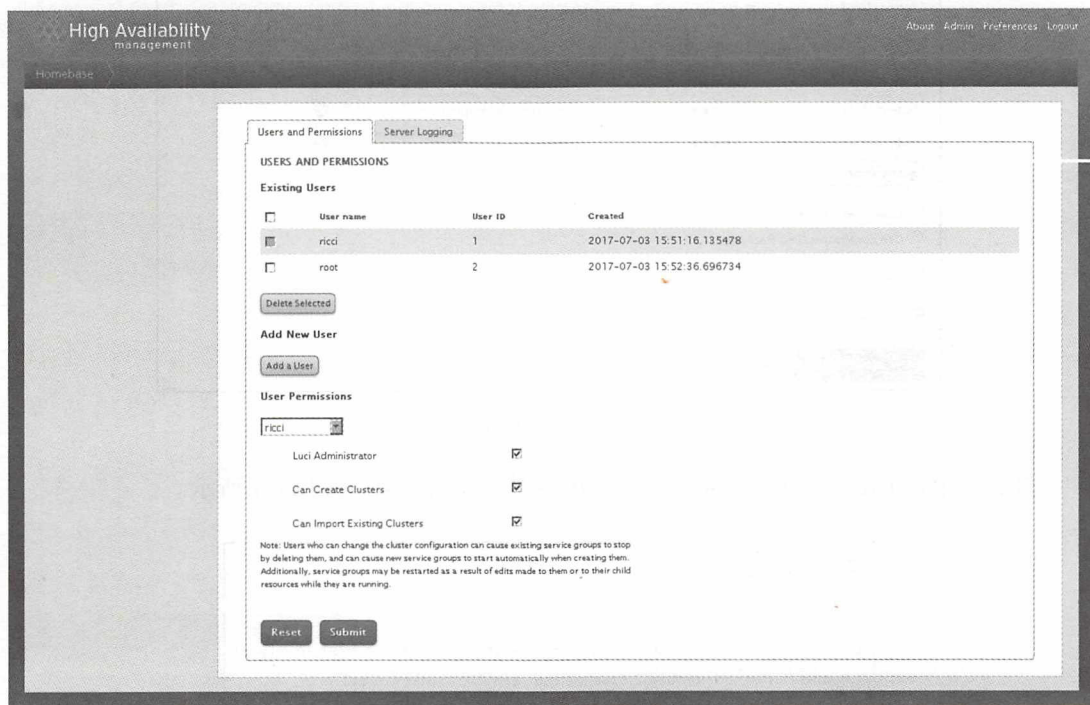 High Availability
management
About Admin Preferences Logout
Homebase
Users and Permissions Server Logging
USERS AND PERMISSIONS
Existing Users
User name User ID Created
ricci 1 2017-07-03 15:51:16.135478
root 2 2017-07-03 15:52:36.696734
Delete Selected
Add New User
Add a User
User Permissions
ricci
Luci Administrator
Can Create Clusters
Can Import Existing Clusters
Note: Users who can change the cluster configuration can cause existing service groups to stop
by deleting them, and can cause new service groups to start automatically when creating them.
Additionally, service groups may be restarted as a result of edits made to them or to their child
resources while they are running.
Reset Submit